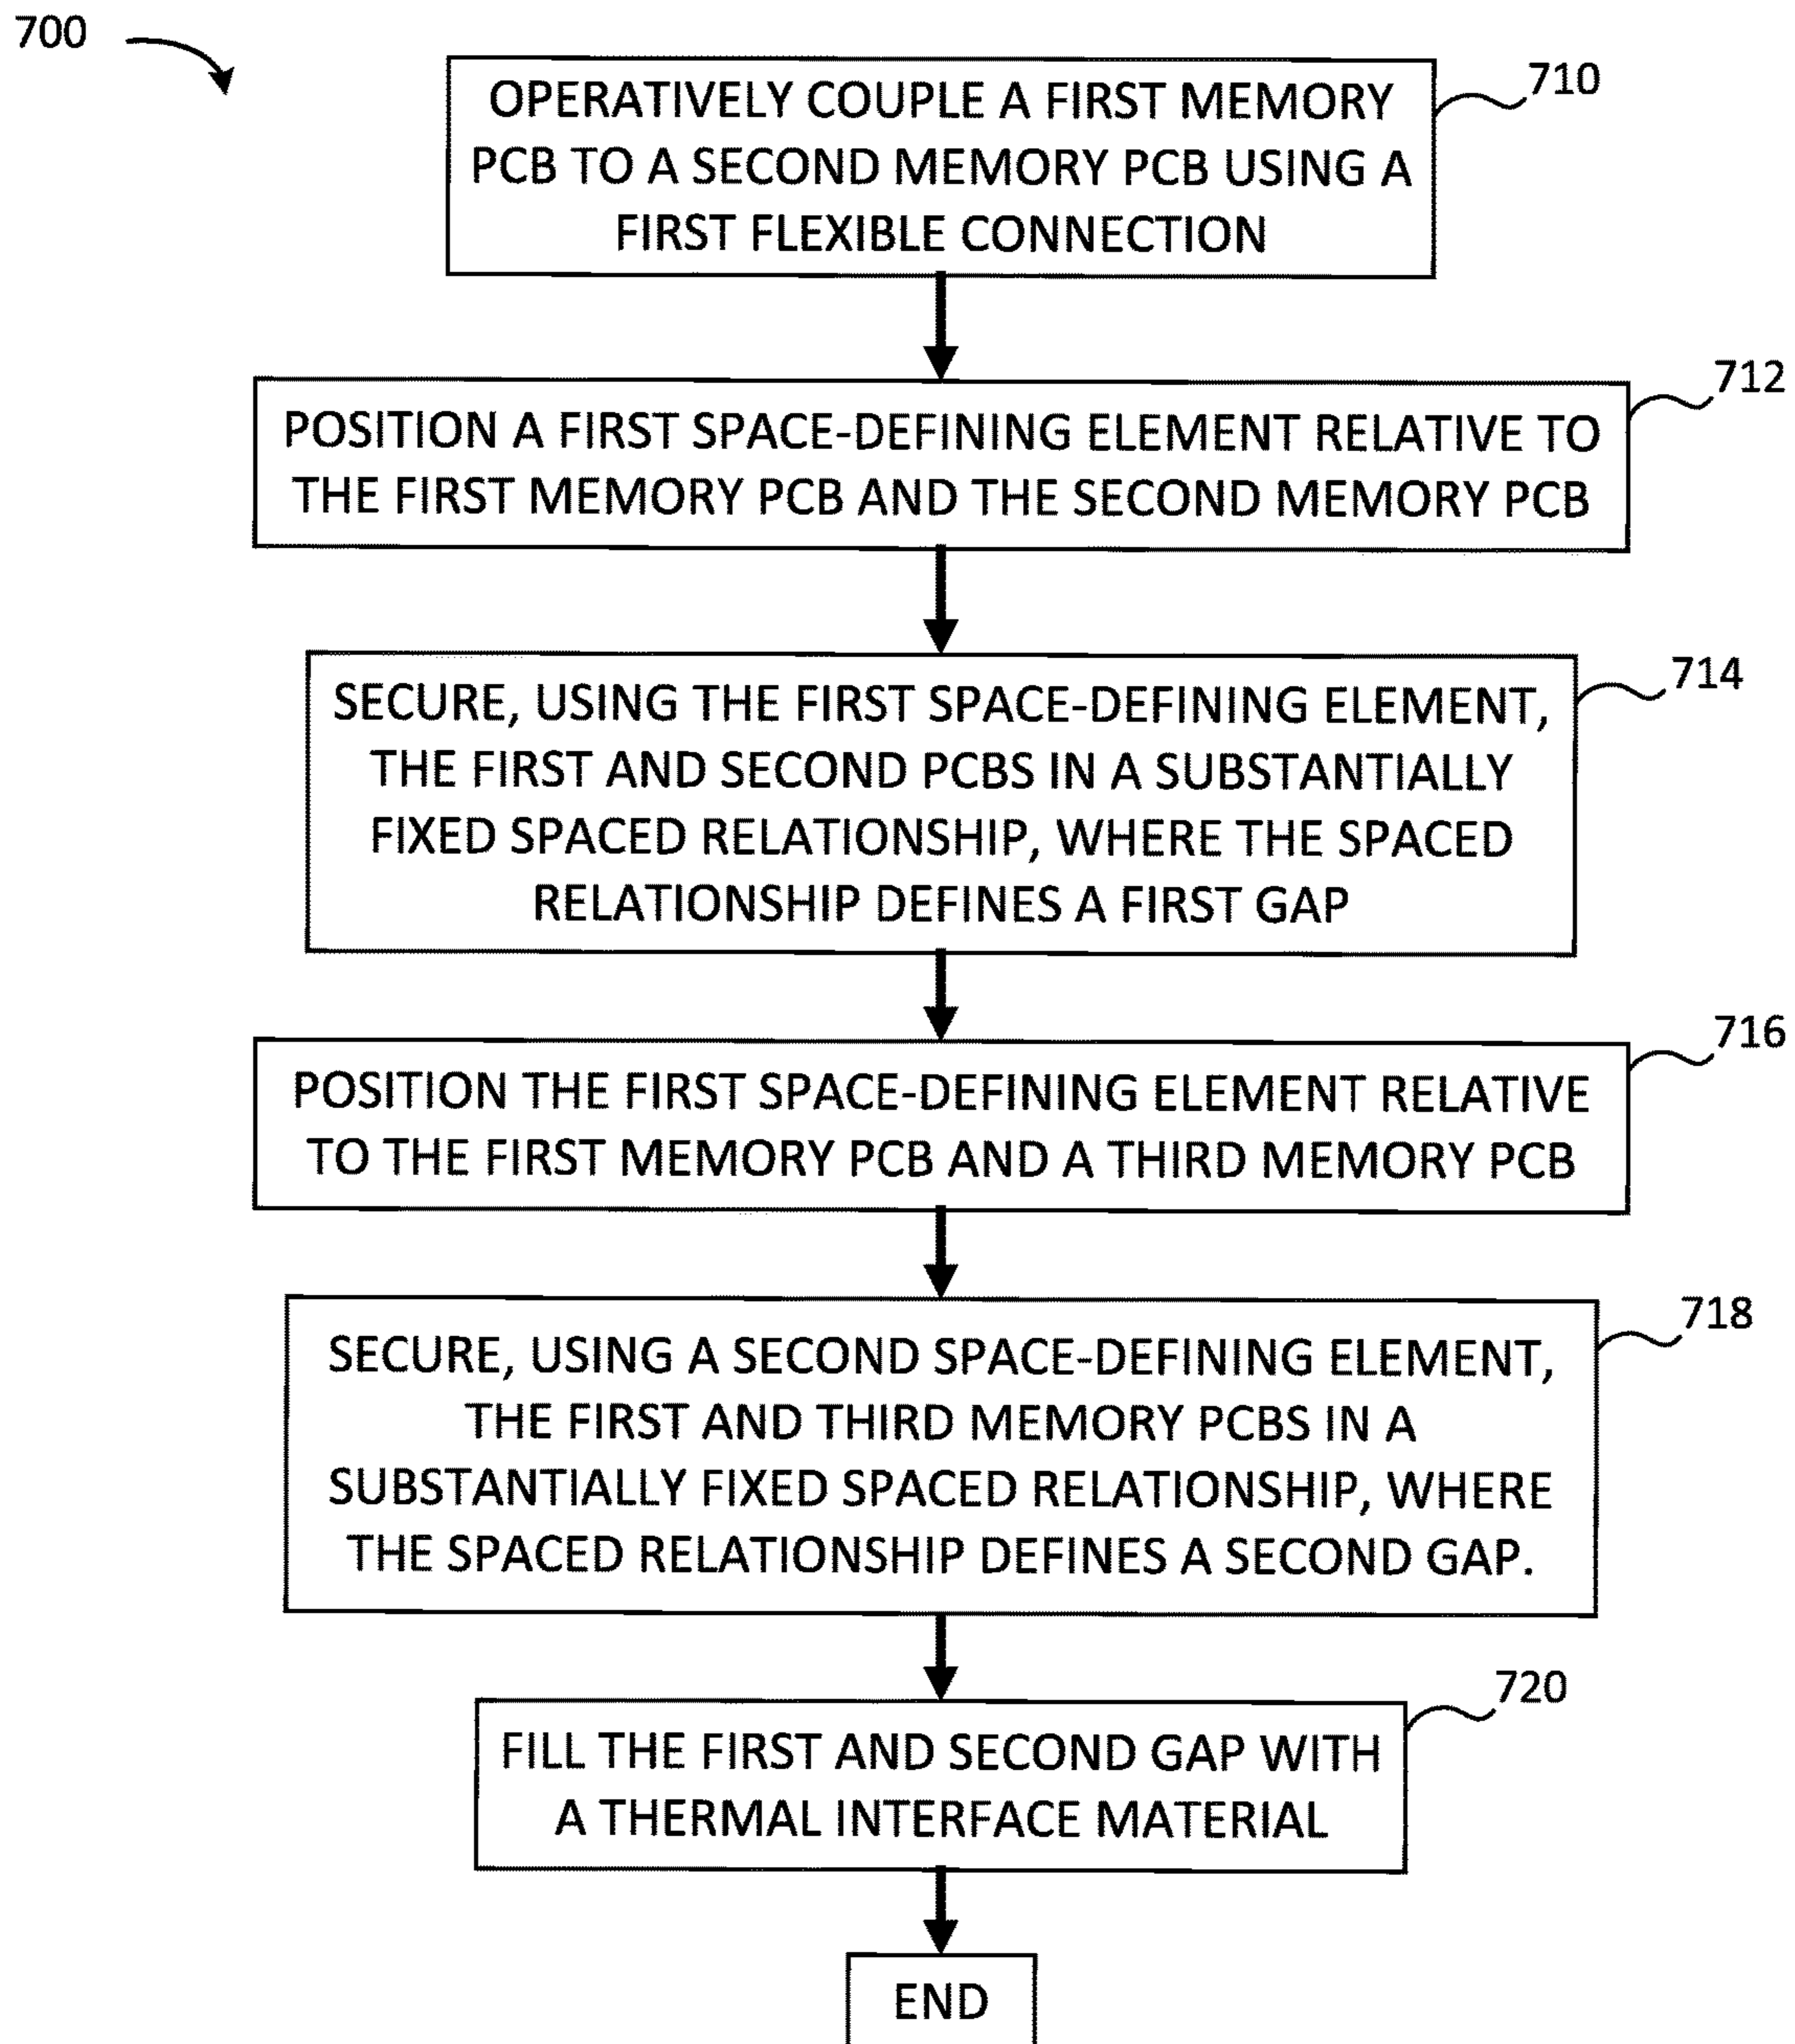 700
OPERATIVELY COUPLE A FIRST MEMORY
PCB TO A SECOND MEMORY PCB USING A
FIRST FLEXIBLE CONNECTION
710
POSITION A FIRST SPACE-DEFINING ELEMENT RELATIVE TO
THE FIRST MEMORY PCB AND THE SECOND MEMORY PCB
712
SECURE, USING THE FIRST SPACE-DEFINING ELEMENT,
THE FIRST AND SECOND PCBS IN A SUBSTANTIALLY
FIXED SPACED RELATIONSHIP, WHERE THE SPACED
RELATIONSHIP DEFINES A FIRST GAP
714
POSITION THE FIRST SPACE-DEFINING ELEMENT RELATIVE
TO THE FIRST MEMORY PCB AND A THIRD MEMORY PCB
716
SECURE, USING A SECOND SPACE-DEFINING ELEMENT,
THE FIRST AND THIRD MEMORY PCBS IN A
SUBSTANTIALLY FIXED SPACED RELATIONSHIP, WHERE
THE SPACED RELATIONSHIP DEFINES A SECOND GAP.
718
FILL THE FIRST AND SECOND GAP WITH
A THERMAL INTERFACE MATERIAL
720
END